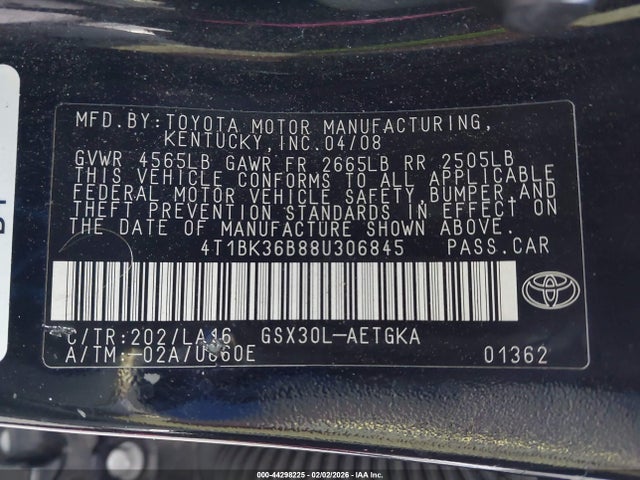 MFD.BY:TOYOTA MOTOR MANUFACTURING,
KENTUCKY,INC.04/08
GVWR 4565LB GAWR FR 2665LB RR 2505LB
THIS VEHICLE CONFORMS TO ALL APPLICABLE
FEDERAL MOTOR VEHICLE SAFETY,BUMPER,AND
THEFT PREVENTION STANDARDS IN EFFECT ON
THE DATE OF MANUFACTURE SHOWN ABOVE.
4T1BK36B88U306845 PASS.CAR
C/TR:202/LA46 GSX30L-AETGKA
A/TM:-02A/U660E
01362
000-44298225 - 02/02/2026 - IAA Inc.